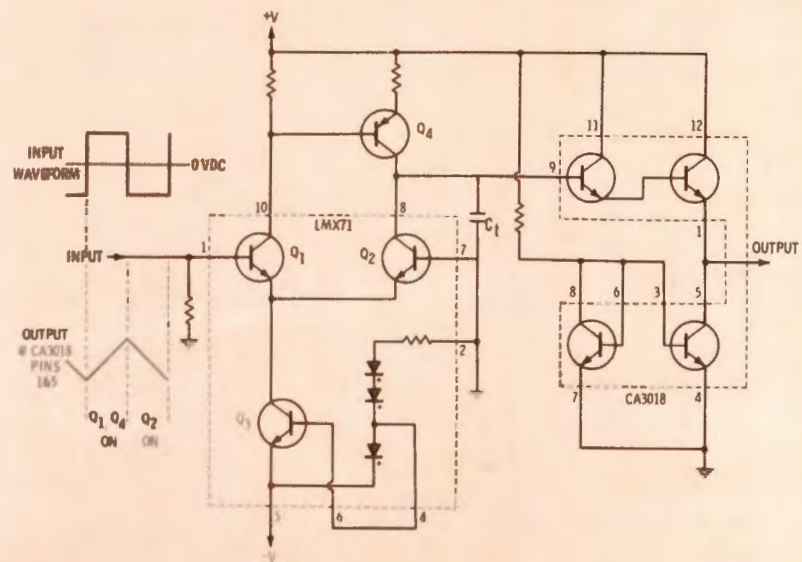 +V
INPUT
WAVEFORM
0 VDC
Q4
11
12
9
10
8
LMX71
Ct
1
INPUT
1
Q1
Q2
7
OUTPUT
8
6
3
5
OUTPUT
@ CA3018
PINS
1&5
2
Q3
7
4
CA3018
Q1 Q4
ON
Q2
ON
5
6
4
-V